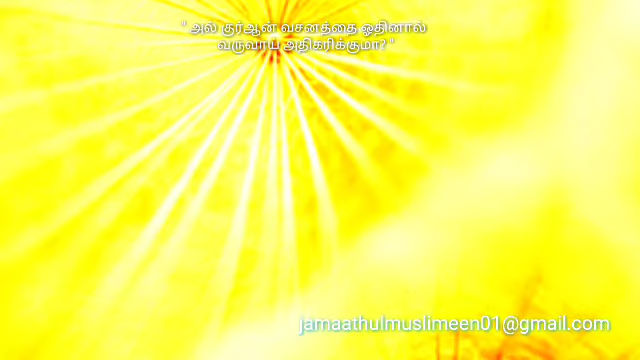 " அல் குர்ஆன் வசனத்தை ஓதினால்
வருவாய் அதிகரிக்குமா? "
jamaathulmuslimeen01@gmail.com